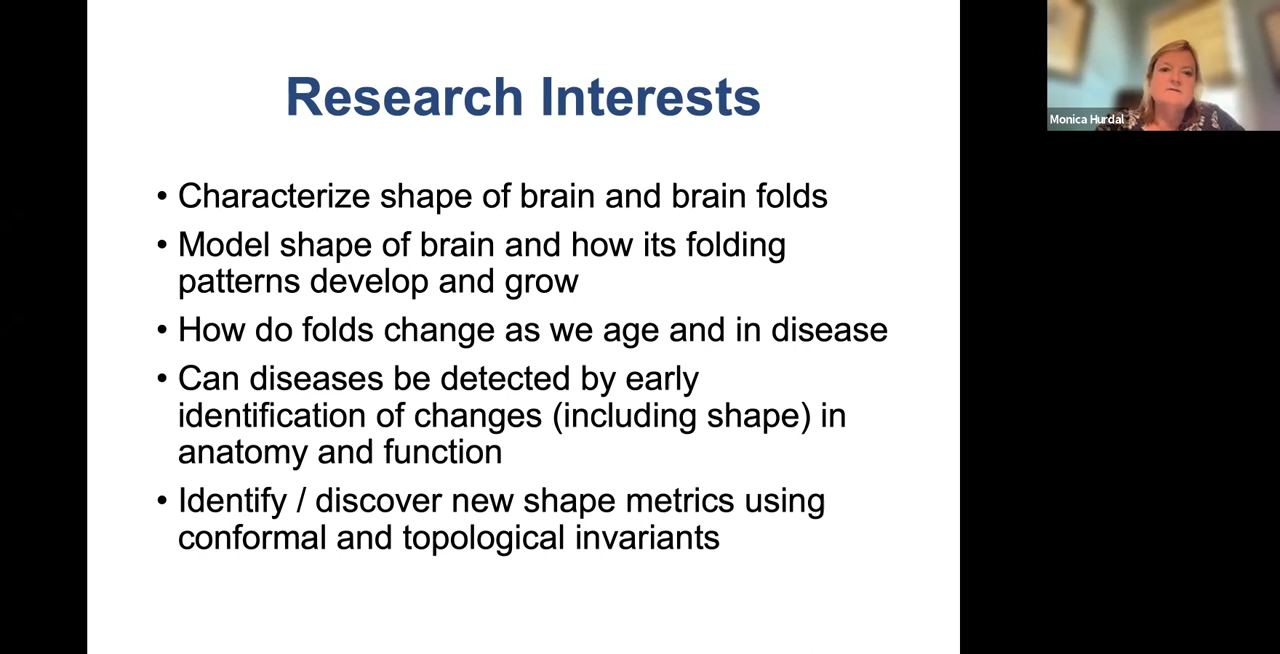 Research Interests
Monica Hurdal
• Characterize shape of brain and brain folds
• Model shape of brain and how its folding
patterns develop and grow
• How do folds change as we age and in disease
• Can diseases be detected by early
identification of changes (including shape) in
anatomy and function
• Identify / discover new shape metrics using
conformal and topological invariants